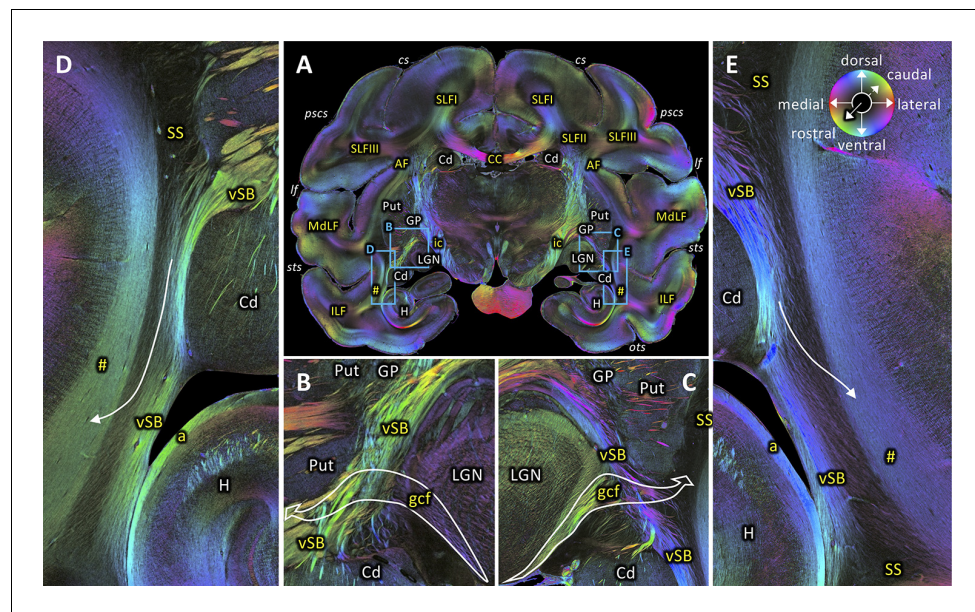 D
SS
vSB
Cd
#
vSB
a
H
A
cs
cs
pscs
pscs
SLFI
SLFI
SLFIII
SLFII
SLFIII
AF
Cd
CC
Cd
AF
lf
lf
MdLF
Put
GP
B
ic
LGN
D
Cd
#
H
ILF
sts
Put
GP
C
ic
LGN
E
Cd
#
H
ILF
MdLF
sts
ots
B
Put
GP
vSB
Put
LGN
gcf
vSB
Cd
C
GP
Put
SS
vSB
LGN
gcf
Cd
vSB
E
SS
dorsal
caudal
medial
lateral
rostral
ventral
vSB
Cd
#
a
vSB
H
SS